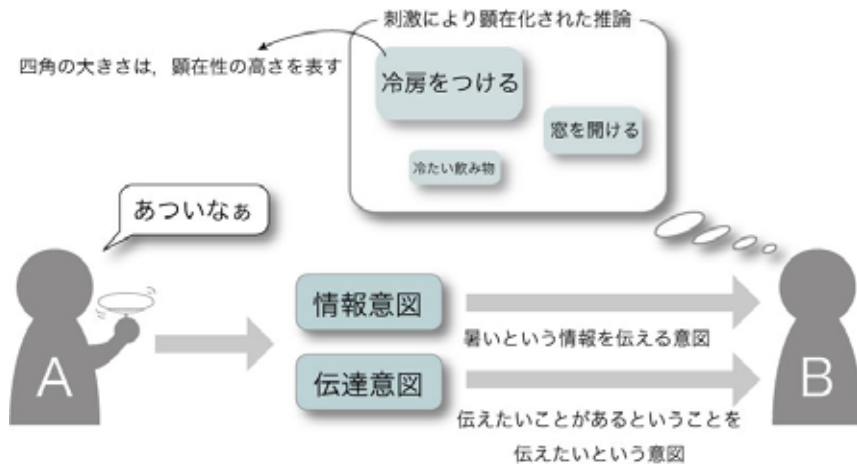 刺激により顕在化された推論
四角の大きさは，顕在性の高さを表す
冷房をつける
窓を開ける
冷たい飲み物
あついなぁ
情報意図
暑いという情報を伝える意図
A
B
伝達意図
伝えたいことがあるということを
伝えたいという意図